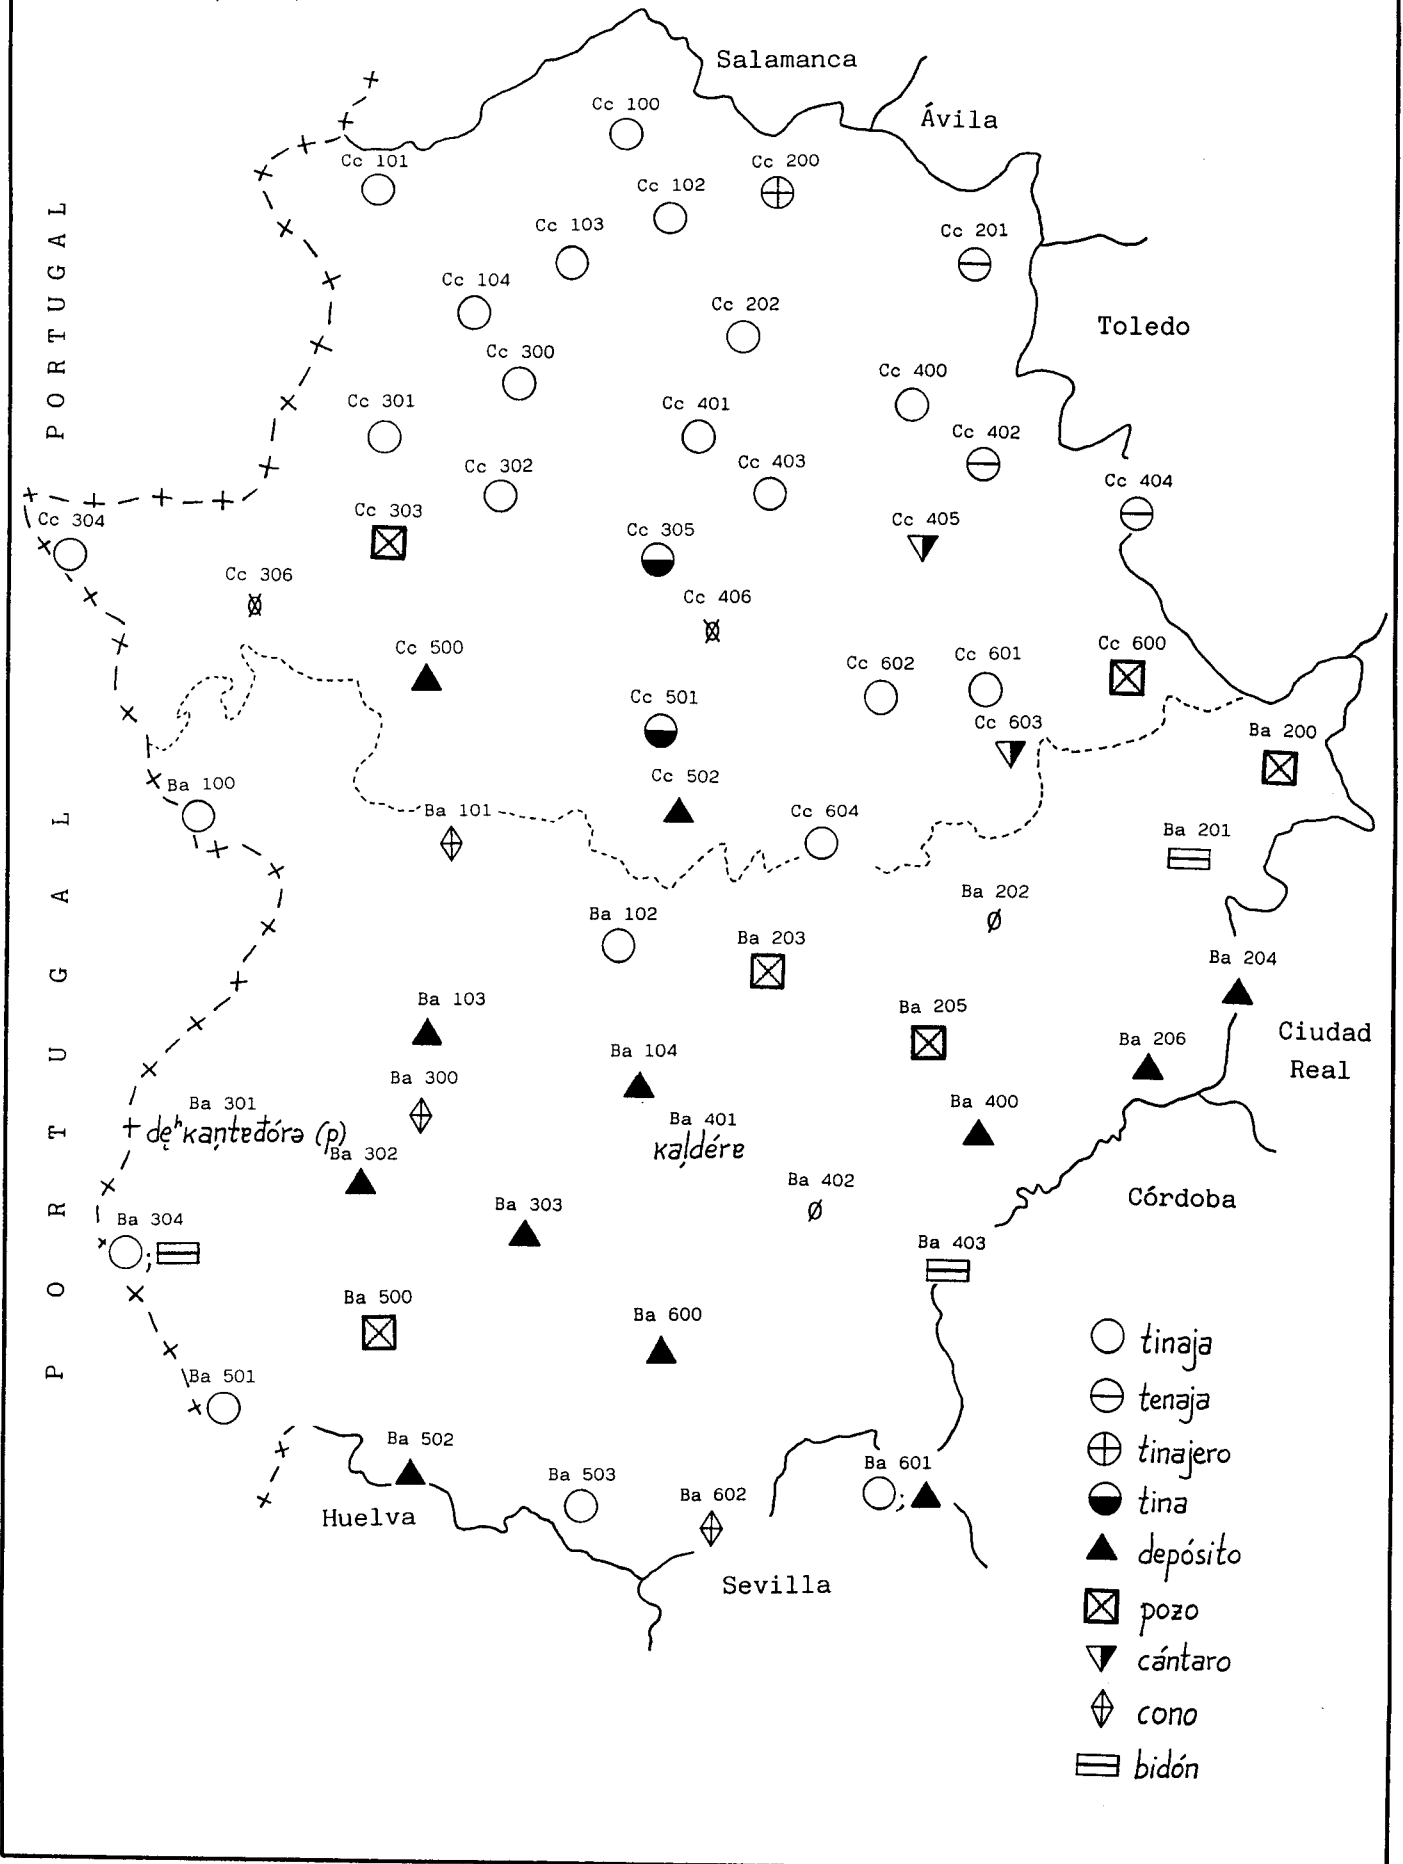 Salamanca
Cc 100
Ávila
Cc 101
Cc 200
Cc 102
Cc 103
Cc 201
PORTUGAL
Cc 104
Cc 202
Toledo
Cc 300
Cc 400
Cc 301
Cc 401
Cc 402
Cc 302
Cc 403
Cc 404
Cc 303
Cc 304
Cc 405
Cc 305
Cc 306
Cc 406
Cc 500
Cc 602
Cc 601
Cc 600
Cc 501
Cc 603
Ba 200
Cc 502
Ba 100
Ba 101
Cc 604
Ba 201
PORTUGAL
Ba 202
Ba 102
Ba 203
Ba 204
Ba 103
Ba 205
Ciudad
Real
Ba 104
Ba 206
Ba 300
Ba 301
Ba 400
Ba 401
(p)
Ba 302
Ba 402
Córdoba
Ba 303
Ba 304
;
Ba 403
Ba 500
Ba 600
tinaja
Ba 501
tenaja
Ba 502
tinajero
Ba 503
Ba 601
;
Ba 602
tina
Huelva
depósito
Sevilla
pozo
cántaro
cono
bidón